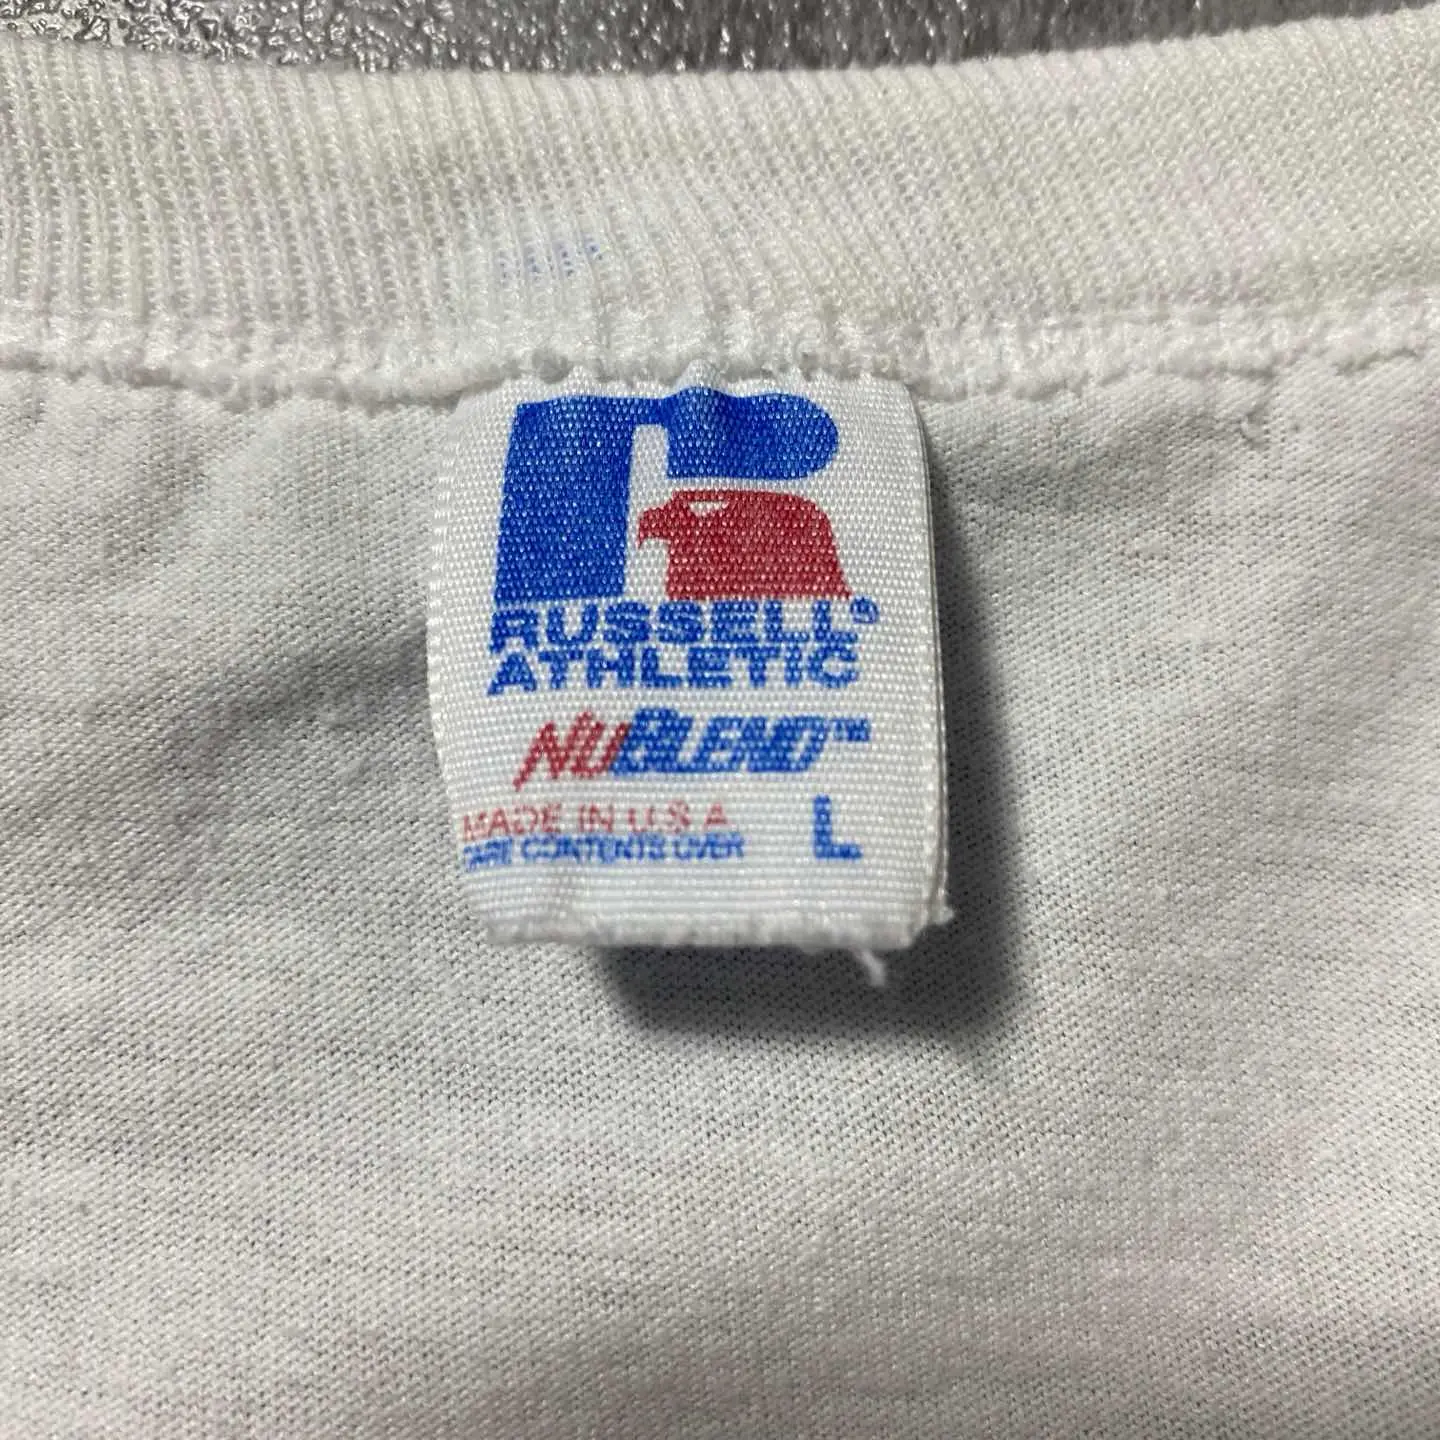 RUSSELL®
ATHLETIC
NUBLEND™
MADE IN U.S.A.
CARE CONTENTS OVER
L